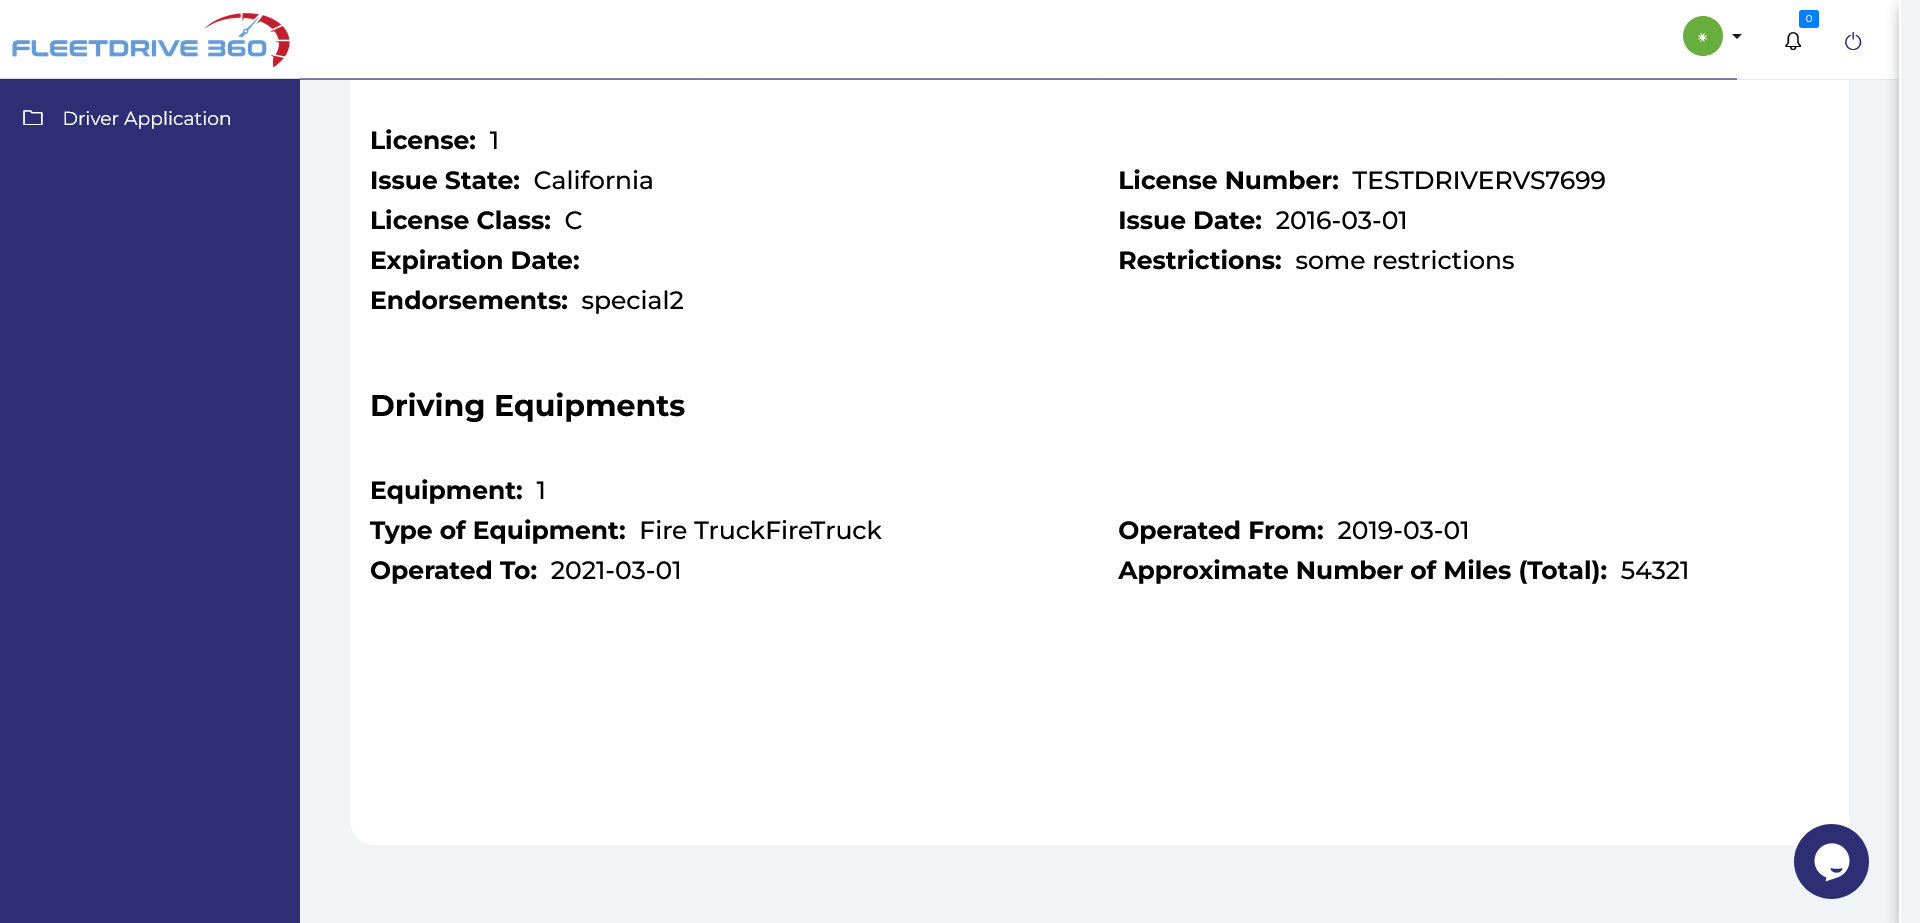 FLEETDRIVE 360
0
Driver Application
License: 1
Issue State: California
License Number: TESTDRIVERVS7699
License Class: C
Issue Date: 2016-03-01
Expiration Date:
Restrictions: some restrictions
Endorsements: special2
Driving Equipments
Equipment: 1
Type of Equipment: Fire TruckFireTruck
Operated From: 2019-03-01
Operated To: 2021-03-01
Approximate Number of Miles (Total): 54321